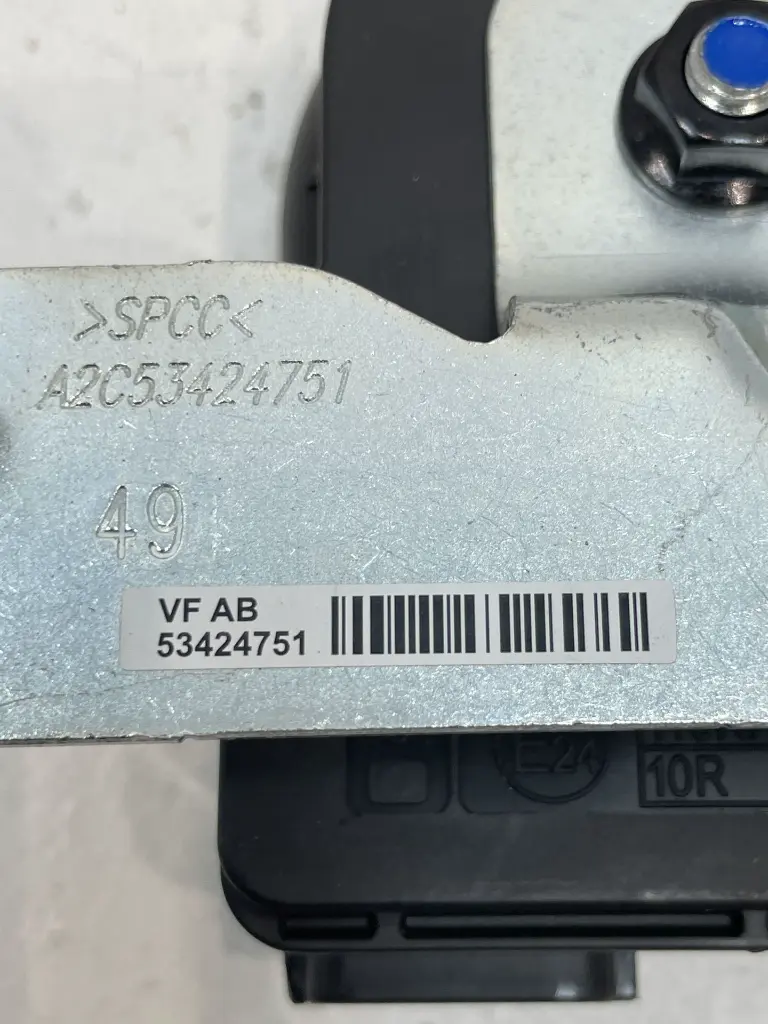 >SPCC<
A2C53424751
49
VF AB
53424751
E24
10R